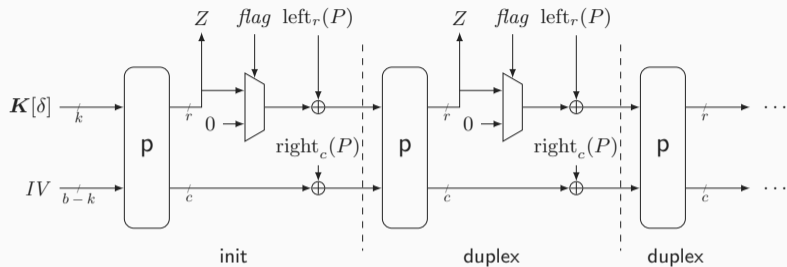 Z flag left_r(P) Z flag left_r(P)
K[δ] k r r r ···
0 0
p right_c(P) p right_c(P) p
IV b − k c c c ···
init duplex duplex